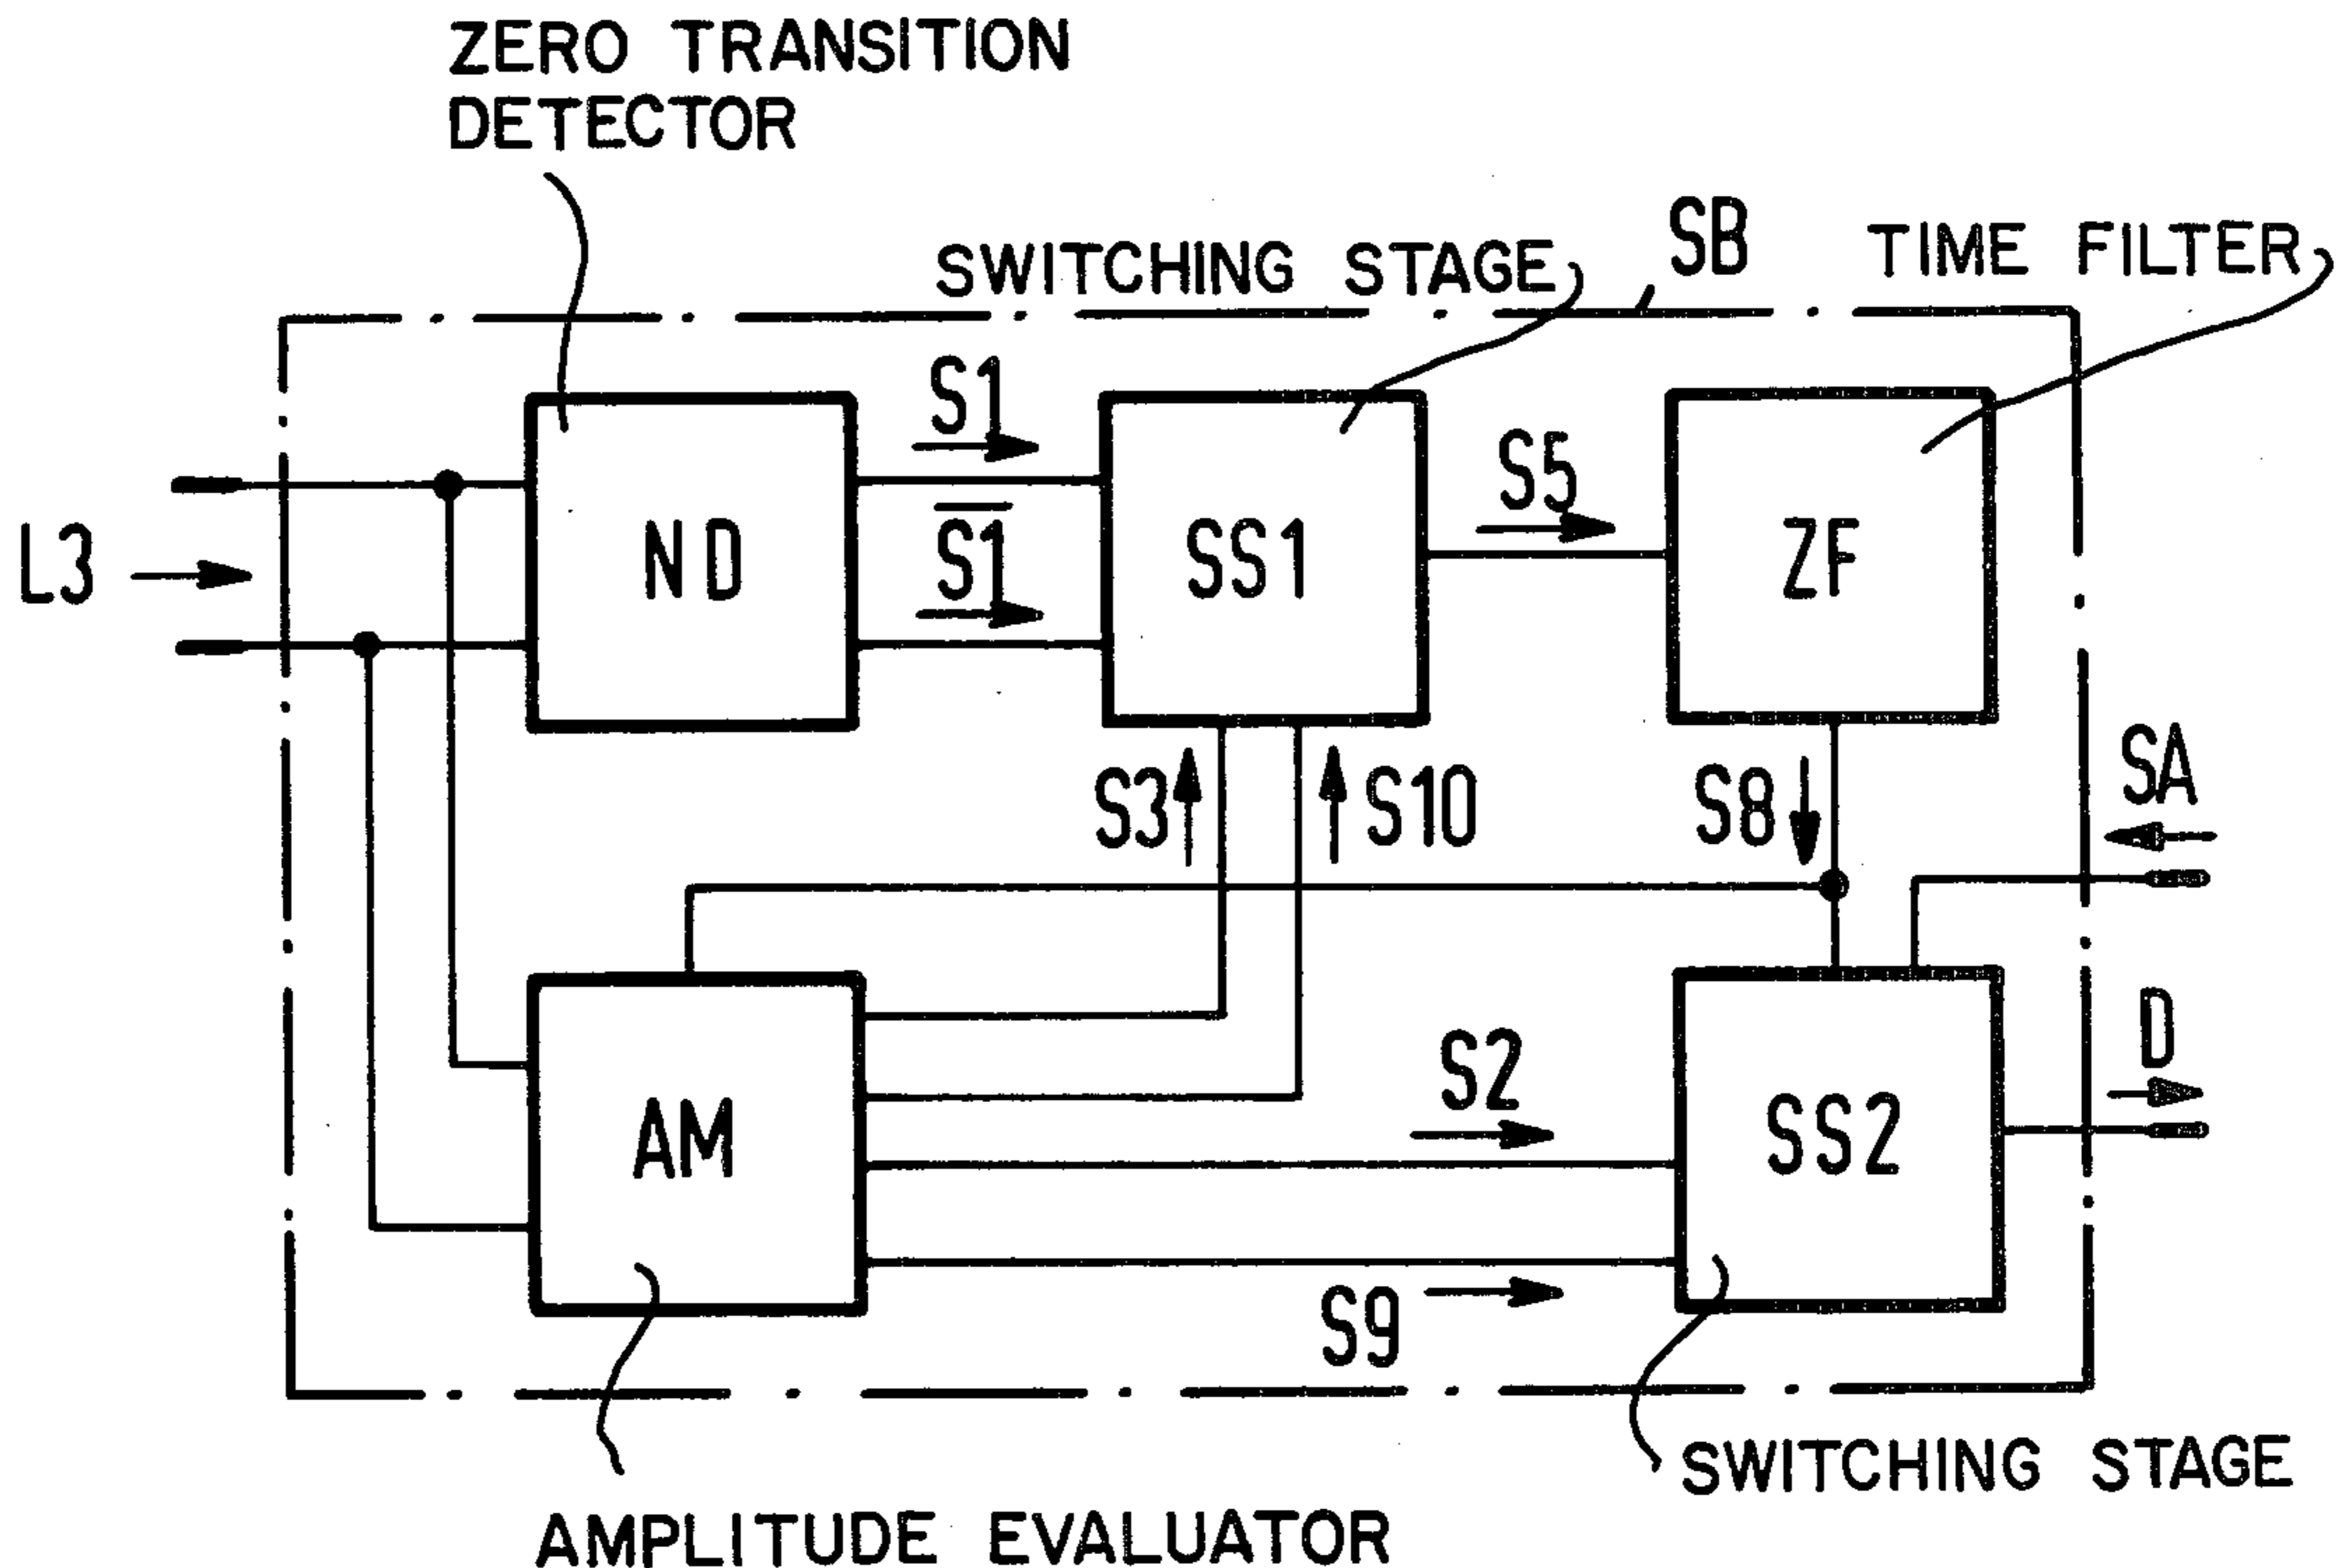 ZERO TRANSITION
DETECTOR
SWITCHING STAGE
SB
TIME FILTER
S1
S5
L3
ND
S̅1̅
SS1
ZF
S3
S10
S8
SA
AM
S2
SS2
D
S9
SWITCHING STAGE
AMPLITUDE EVALUATOR